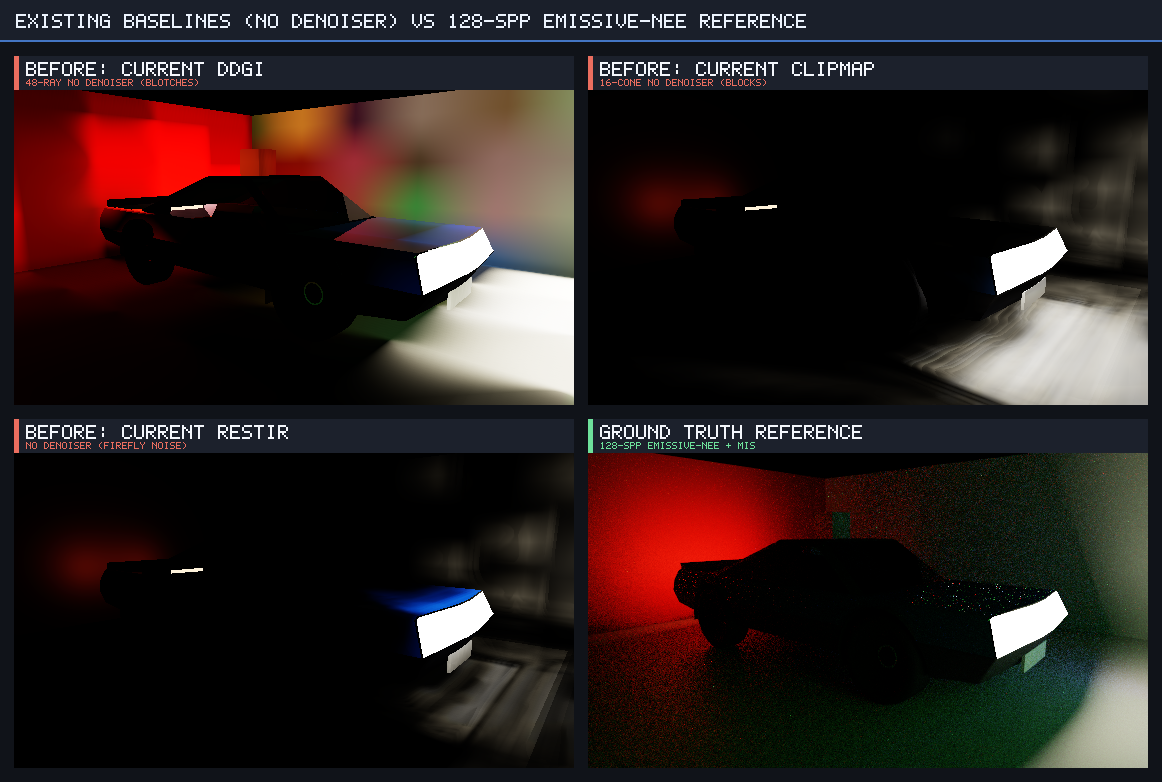 EXISTING BASELINES (NO DENOISER) VS 128-SPP EMISSIVE-NEE REFERENCE
BEFORE: CURRENT DDGI
48-RAY NO DENOISER (BLOTCHES)
BEFORE: CURRENT CLIPMAP
16-CONE NO DENOISER (BLOCKS)
BEFORE: CURRENT RESTIR
NO DENOISER (FIREFLY NOISE)
GROUND TRUTH REFERENCE
128-SPP EMISSIVE-NEE + MIS